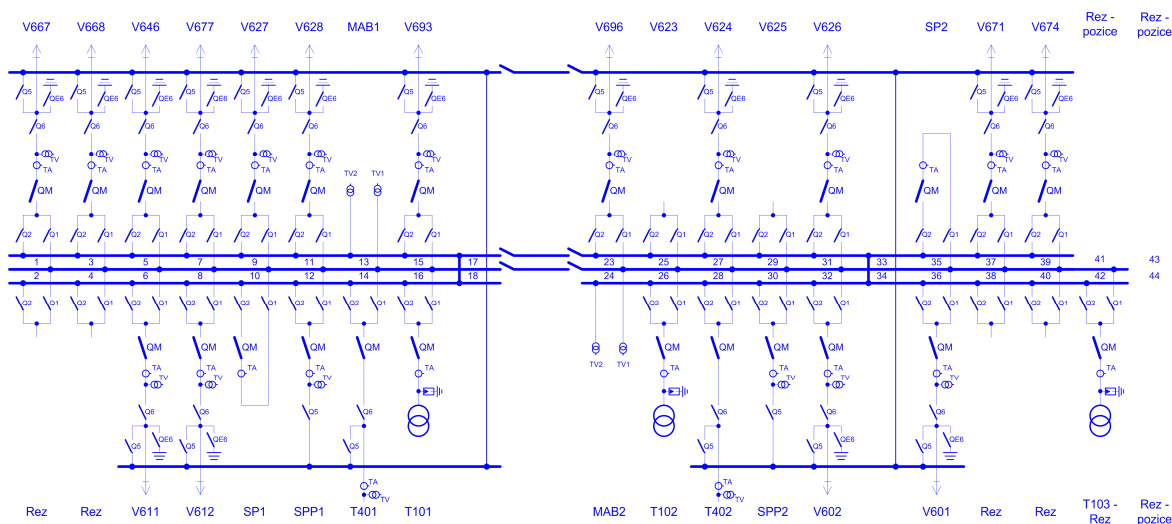 V667 V668 V646 V677 V627 V628 MAB1 V693 V696 V623 V624 V625 V626 SP2 V671 V674 Rez - Rez -
pozice pozice
Q5 QE6 Q5 QE6 Q5 QE6 Q5 QE6 Q5 QE6 Q5 QE6 Q5 QE6 Q5 QE6 Q5 QE6 Q5 QE6 Q5 QE6 Q5 QE6
Q6 Q6 Q6 Q6 Q6 Q6 Q6 Q6 Q6 Q6 Q6 Q6
TV TV TV TV TV TV TV TV TV TV TV TV
TA TA TA TA TA TA TA TA TA TA TA TA TA
TV2 TV1
QM QM QM QM QM QM QM QM QM QM QM QM QM
Q2 Q1 Q2 Q1 Q2 Q1 Q2 Q1 Q2 Q1 Q2 Q1 Q2 Q1 Q2 Q1 Q2 Q1 Q2 Q1 Q2 Q1 Q2 Q1 Q2 Q1 Q2 Q1 Q2 Q1
1 3 5 7 9 11 13 15 17 23 25 27 29 31 33 35 37 39 41 43
2 4 6 8 10 12 14 16 18 24 26 28 30 32 34 36 38 40 42 44
Q2 Q1 Q2 Q1 Q2 Q1 Q2 Q1 Q2 Q1 Q2 Q1 Q2 Q1 Q2 Q1 Q2 Q1 Q2 Q1 Q2 Q1 Q2 Q1 Q2 Q1 Q2 Q1 Q2 Q1 Q2 Q1
QM QM QM QM QM QM QM QM QM QM QM QM
TV2 TV1
TA TA TA TA TA TA TA TA TA TA
TV TV TV TV TV TV
Q6 Q6 Q5 Q6 Q6 Q5 Q6 Q6
Q5 QE6 Q5 QE6 Q5 Q5 Q5 QE6 Q5 QE6
TA TA
TV TV
Rez Rez V611 V612 SP1 SPP1 T401 T101 MAB2 T102 T402 SPP2 V602 V601 Rez Rez T103 - Rez -
Rez pozice